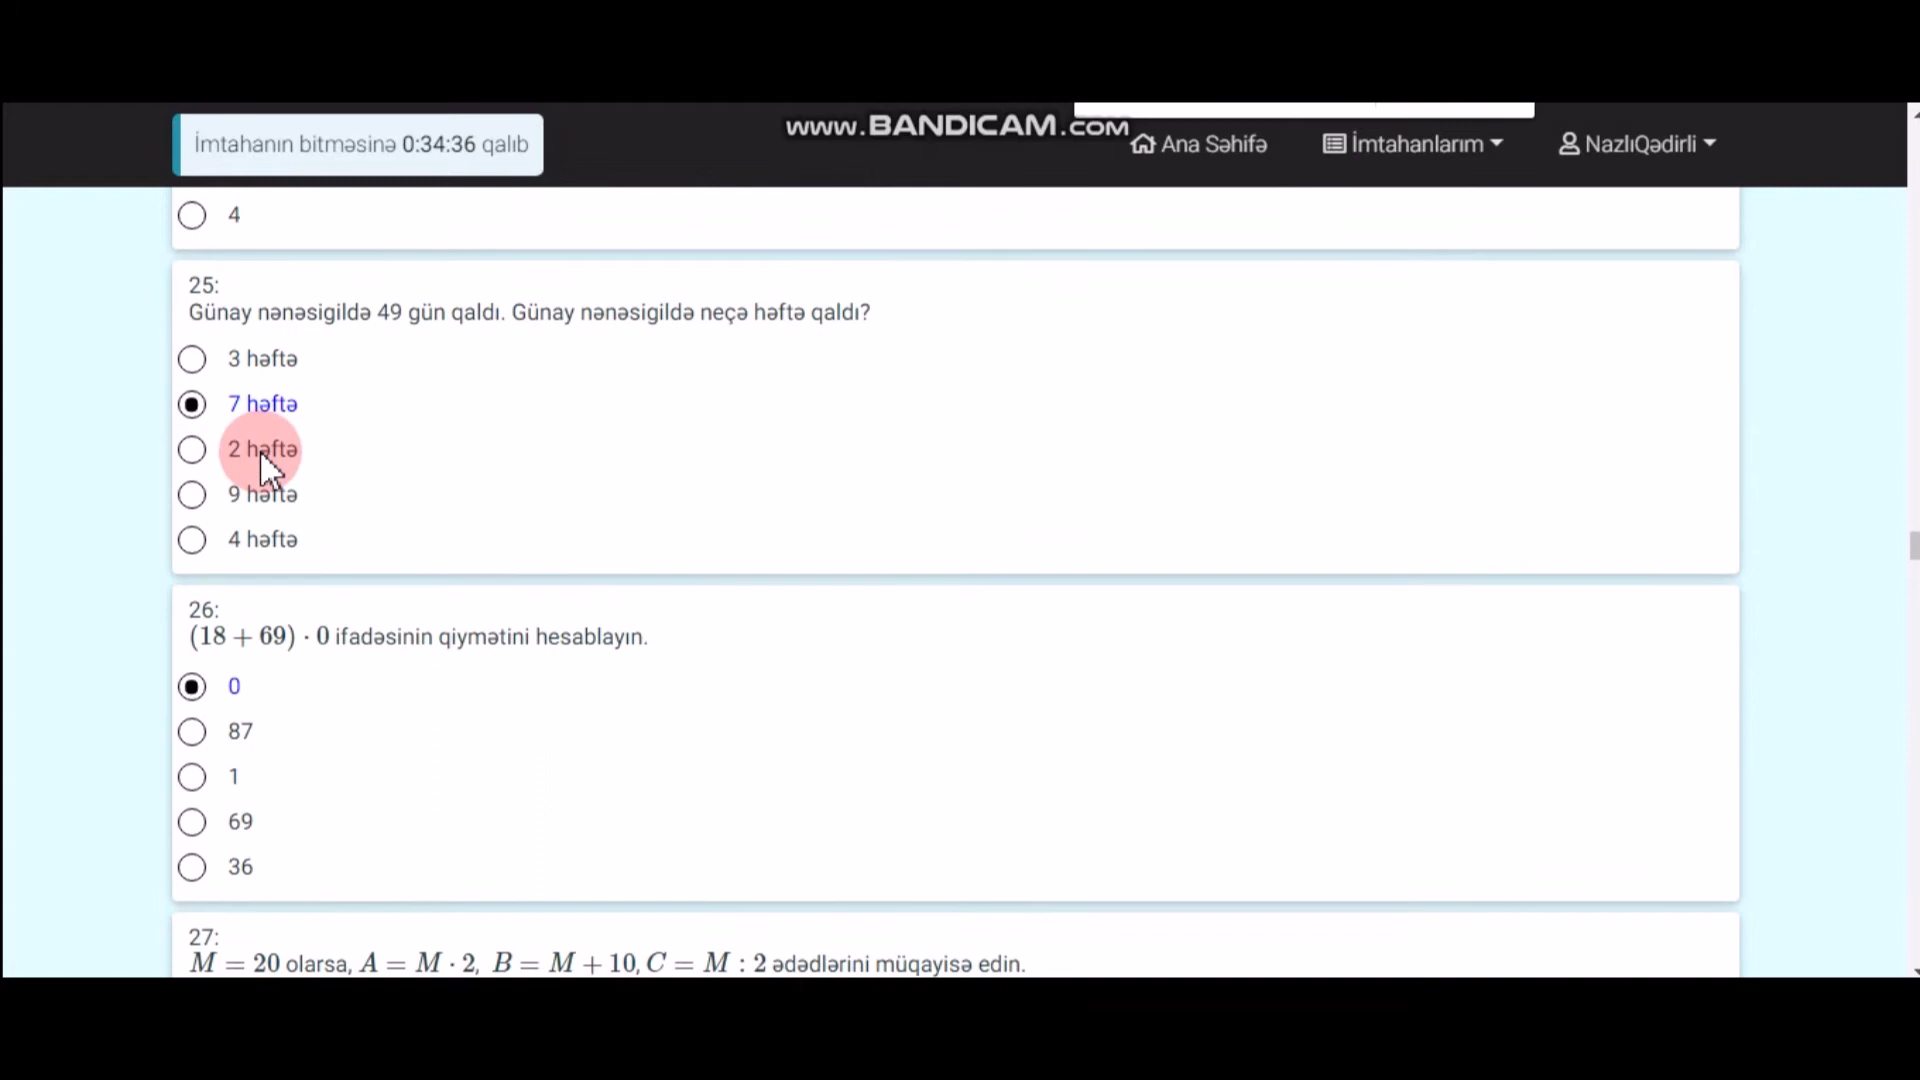 www.BANDICAM.com
İmtahanın bitməsinə 0:34:36 qalıb
Ana Səhifə
İmtahanlarım
NazlıQədirli
4
25:
Günay nənəsigildə 49 gün qaldı. Günay nənəsigildə neçə həftə qaldı?
3 həftə
7 həftə
2 həftə
9 həftə
4 həftə
26:
(18 + 69) · 0 ifadəsinin qiymətini hesablayın.
0
87
1
69
36
27:
M = 20 olarsa, A = M · 2, B = M + 10, C = M : 2 ədədlərini müqayisə edin.